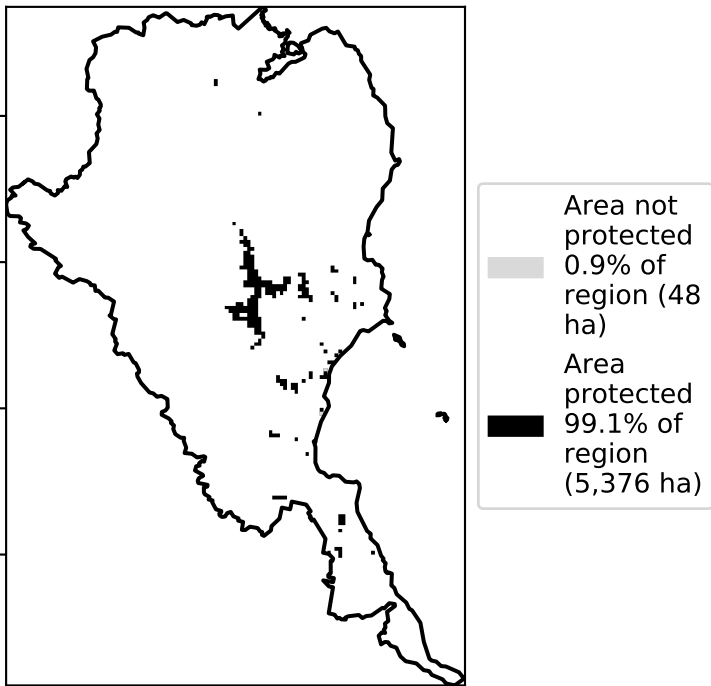 Area not
protected
0.9% of
region (48
ha)
Area
protected
99.1% of
region
(5,376 ha)